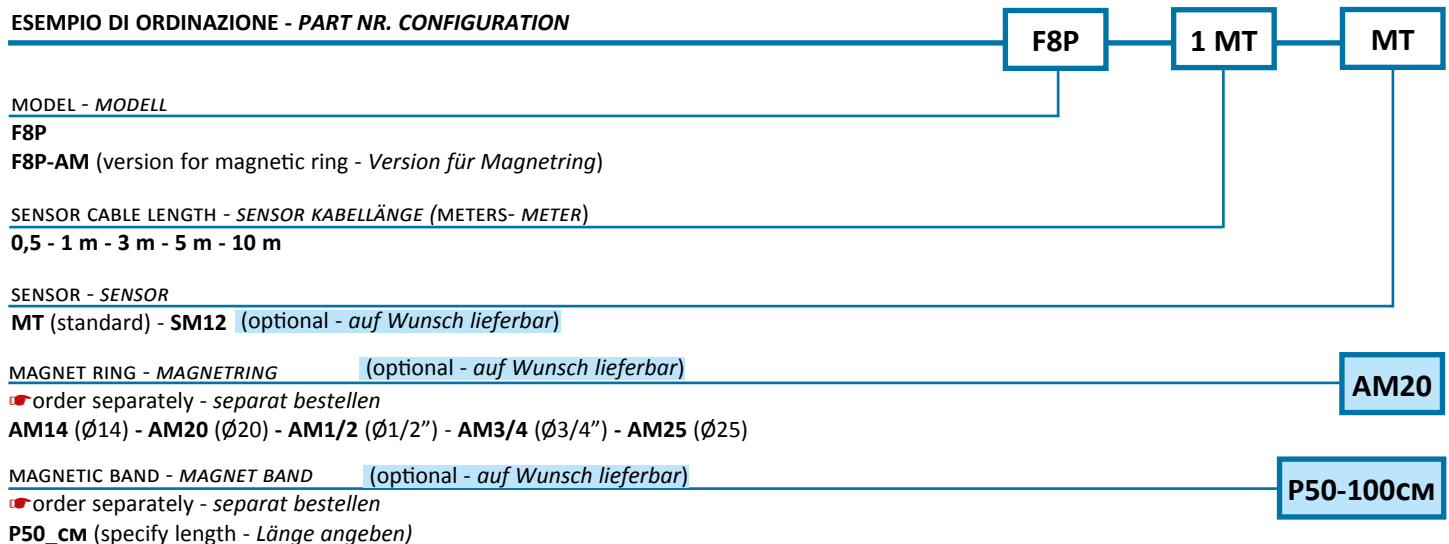 ESEMPIO DI ORDINAZIONE - PART NR. CONFIGURATION
F8P
1 MT
MT
MODEL - MODELL
F8P
F8P-AM (version for magnetic ring - Version für Magnetring)
SENSOR CABLE LENGTH - SENSOR KABELLÄNGE (METERS- METER)
0,5 - 1 m - 3 m - 5 m - 10 m
SENSOR - SENSOR
MT (standard) - SM12 (optional - auf Wunsch lieferbar)
MAGNET RING - MAGNETRING (optional - auf Wunsch lieferbar)
AM20
☛order separately - separat bestellen
AM14 (Ø14) - AM20 (Ø20) - AM1/2 (Ø1/2”) - AM3/4 (Ø3/4”) - AM25 (Ø25)
MAGNETIC BAND - MAGNET BAND (optional - auf Wunsch lieferbar)
P50-100CM
☛order separately - separat bestellen
P50_CM (specify length - Länge angeben)